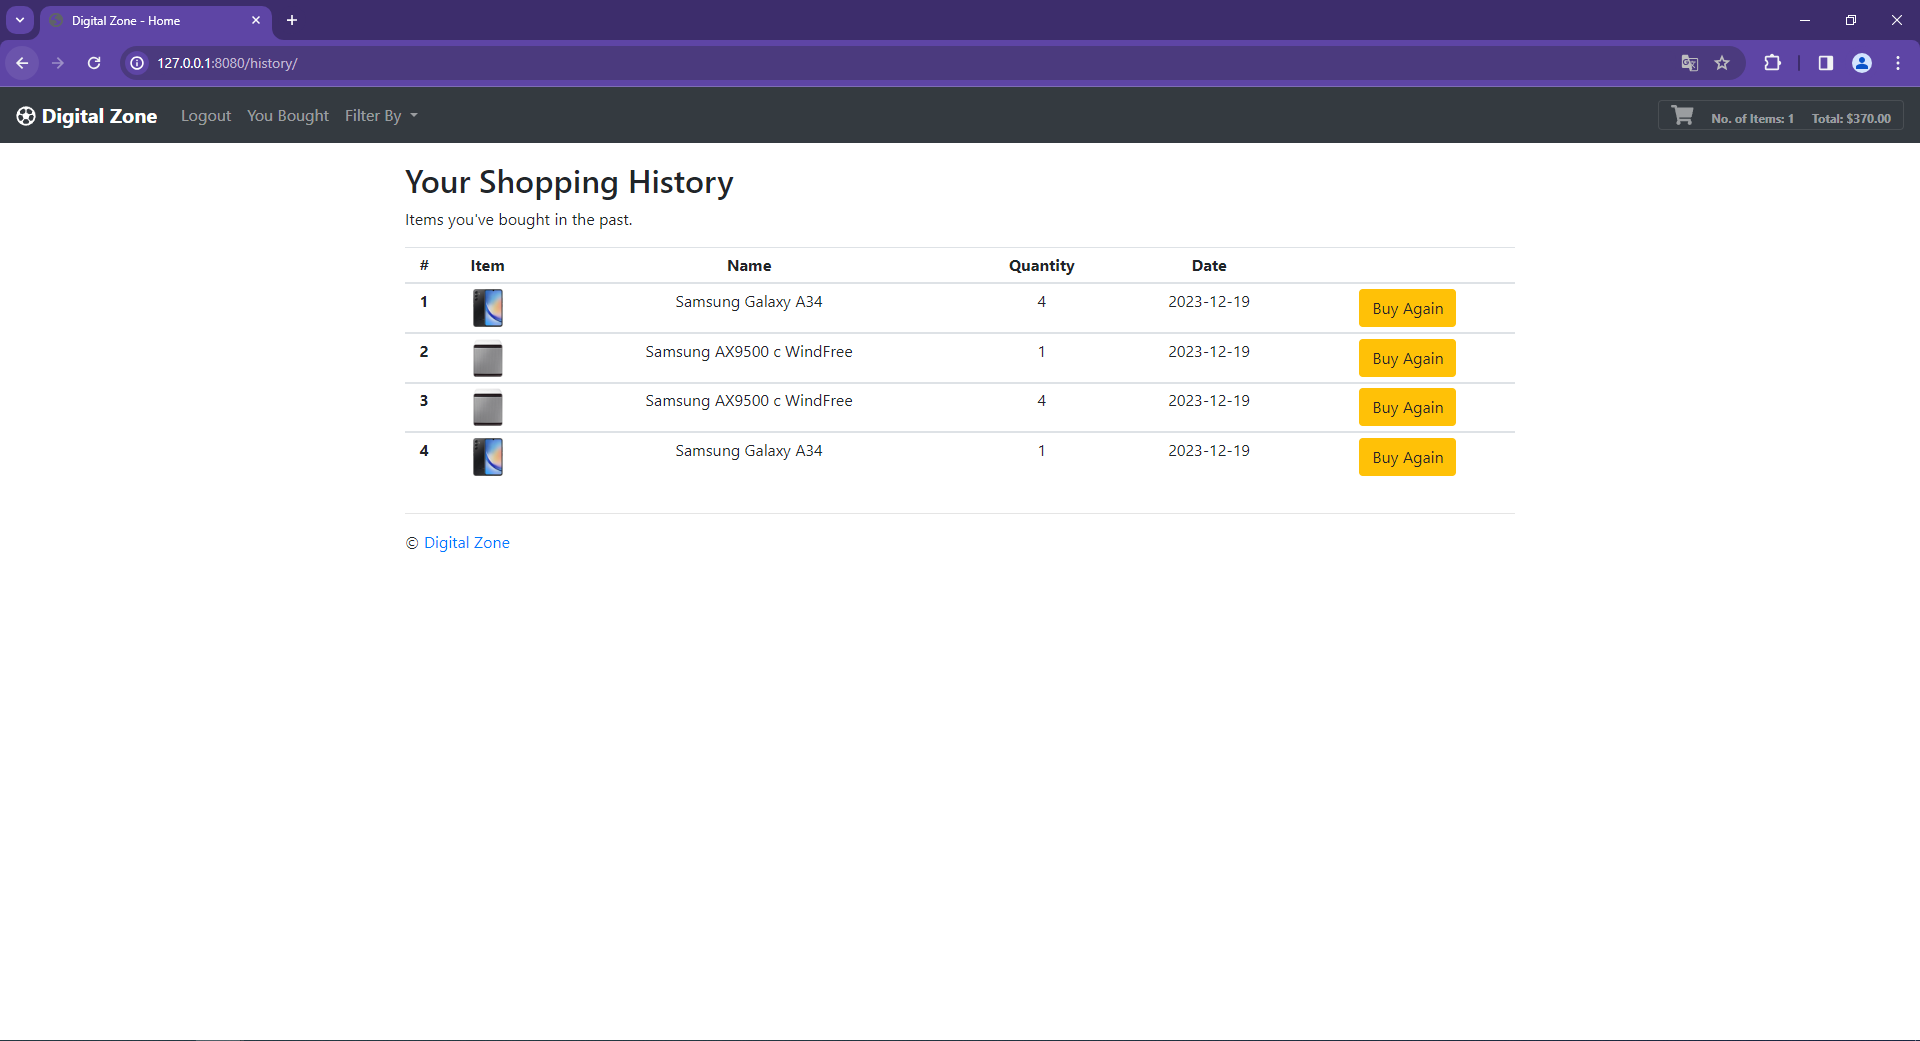 Digital Zone - Home
127.0.0.1:8080/history/
Digital Zone Logout You Bought Filter By No. of Items: 1 Total: $370.00
Your Shopping History
Items you've bought in the past.
# Item Name Quantity Date
1 Samsung Galaxy A34 4 2023-12-19 Buy Again
2 Samsung AX9500 c WindFree 1 2023-12-19 Buy Again
3 Samsung AX9500 c WindFree 4 2023-12-19 Buy Again
4 Samsung Galaxy A34 1 2023-12-19 Buy Again
© Digital Zone